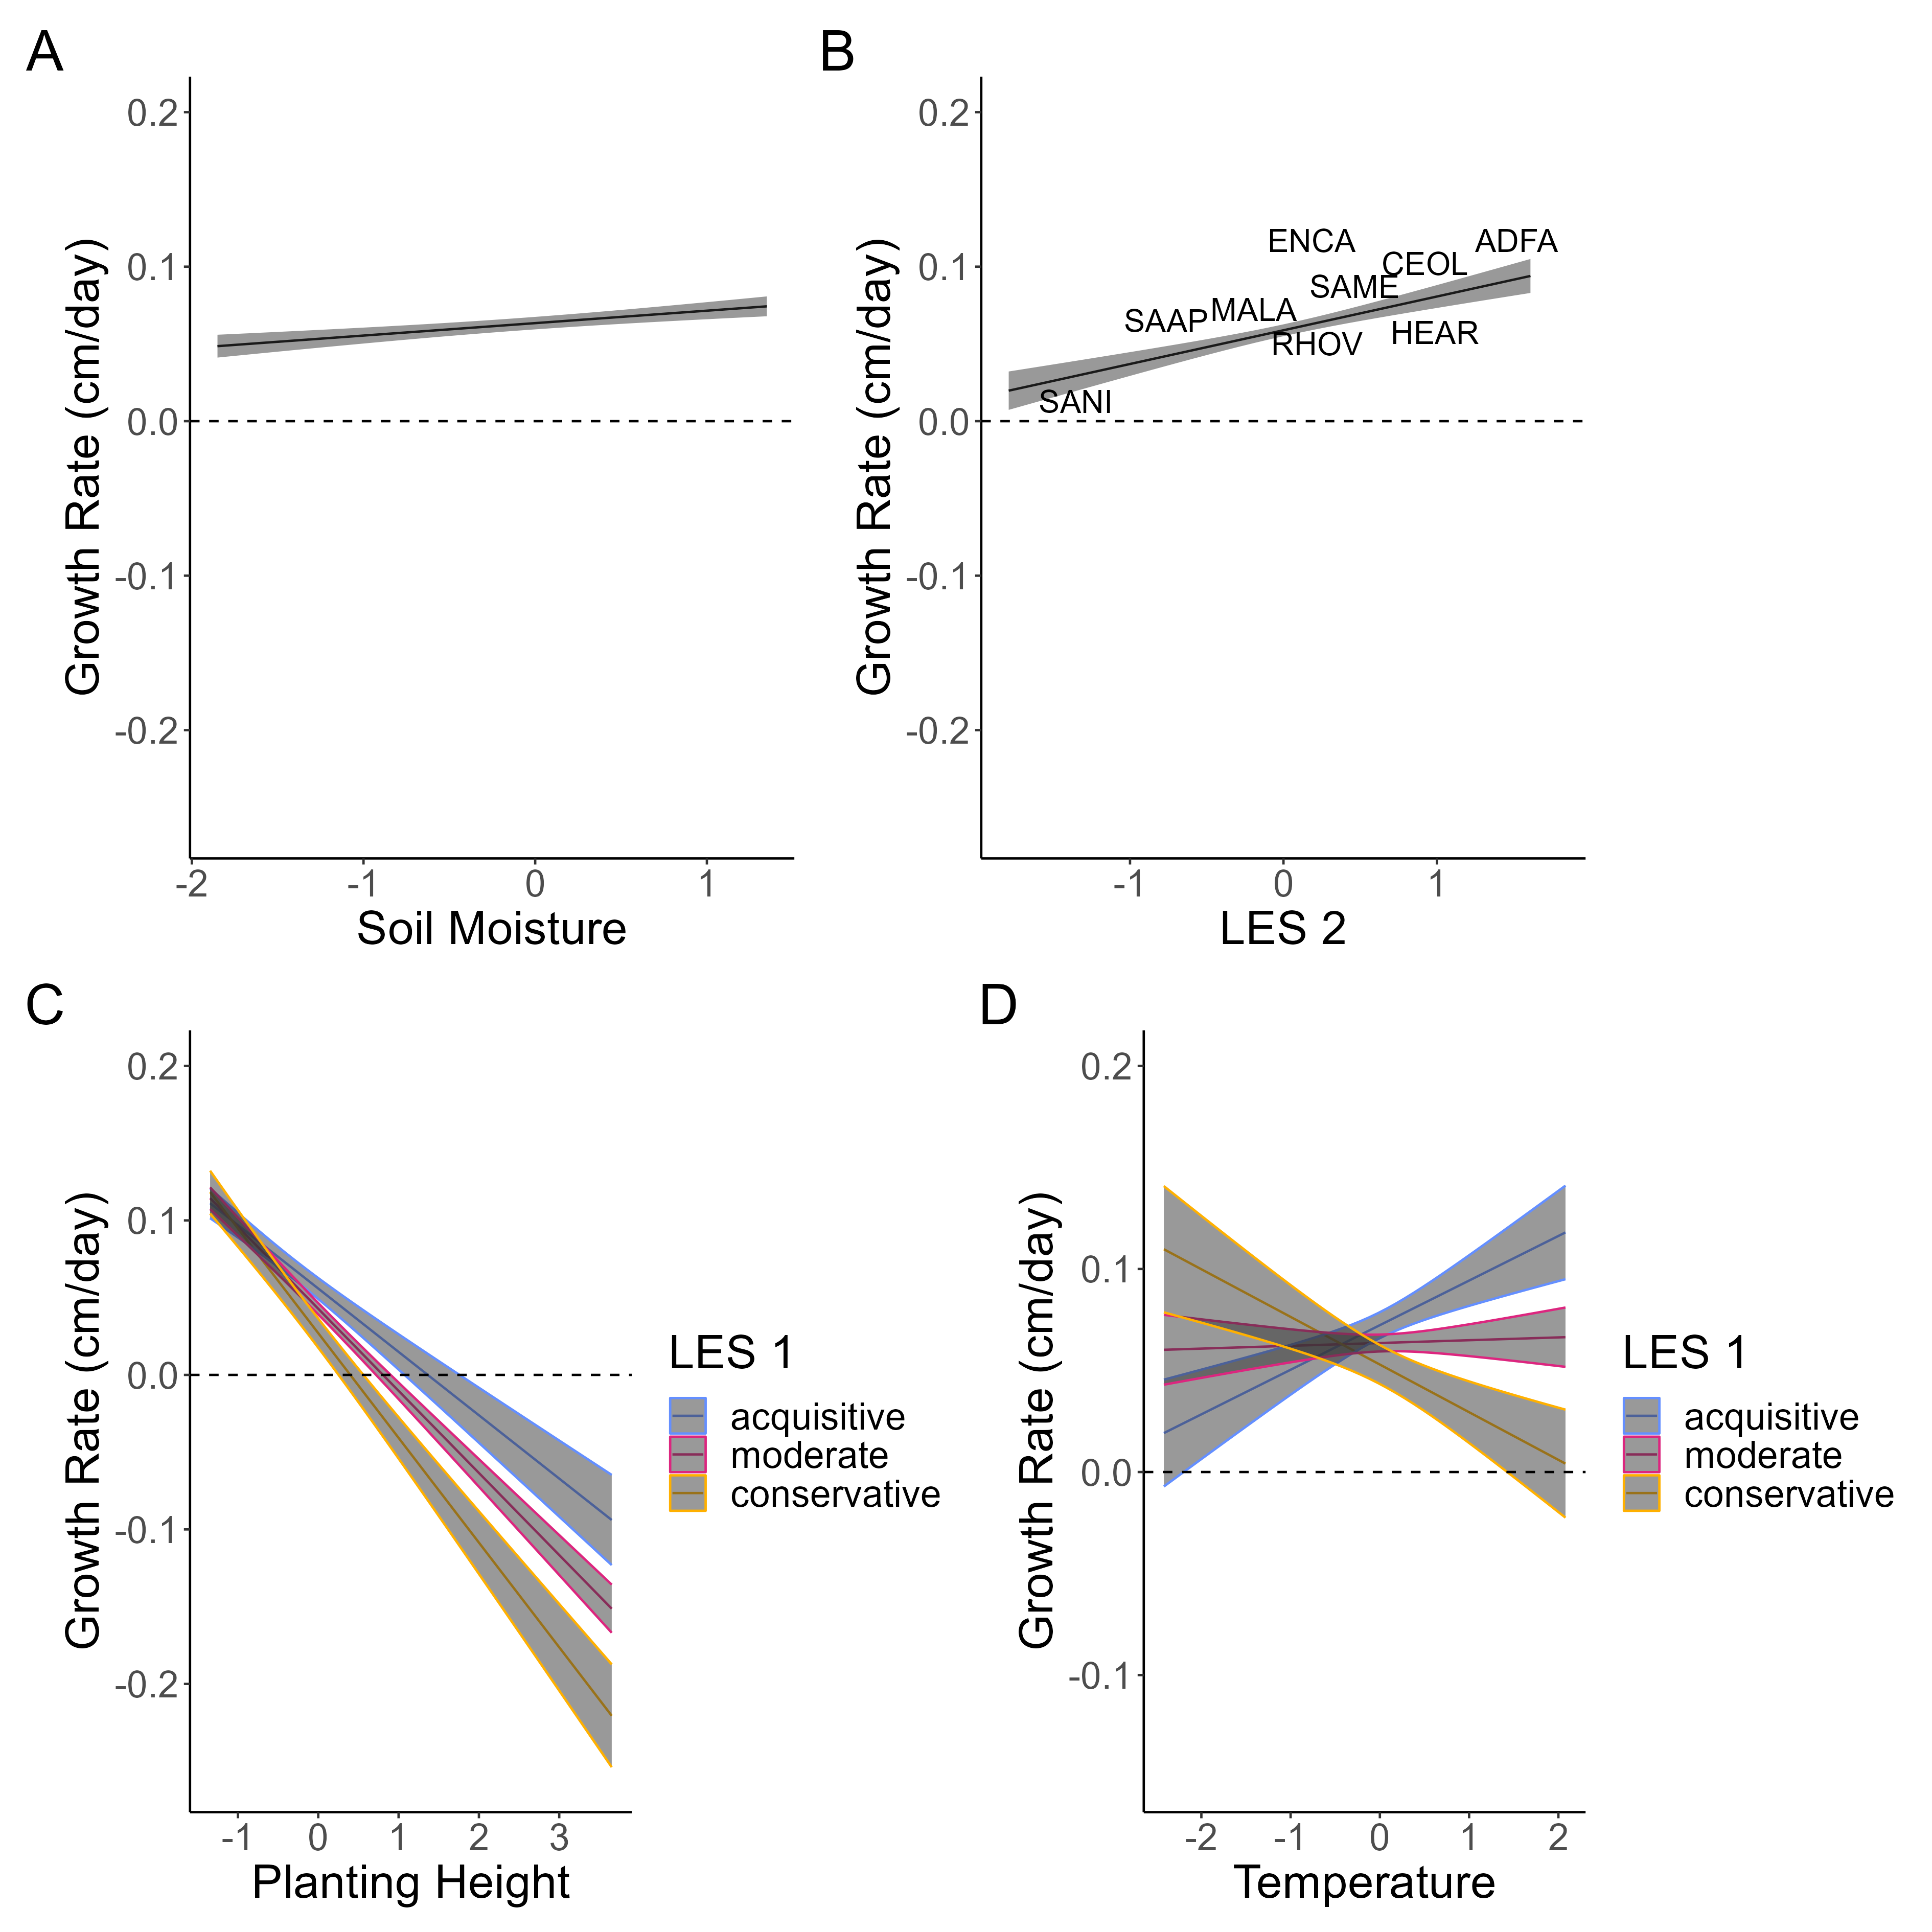 A
B
0.2
0.1
0.0
-0.1
-0.2
Growth Rate (cm/day)
-2
-1
0
1
Soil Moisture
0.2
0.1
0.0
-0.1
-0.2
Growth Rate (cm/day)
ENCA
ADFA
CEOL
SAME
MALA
SAAP
HEAR
RHOV
SANI
-1
0
1
LES 2
C
D
0.2
0.1
0.0
-0.1
-0.2
Growth Rate (cm/day)
-1
0
1
2
3
Planting Height
LES 1
acquisitive
moderate
conservative
0.2
0.1
0.0
-0.1
Growth Rate (cm/day)
-2
-1
0
1
2
Temperature
LES 1
acquisitive
moderate
conservative